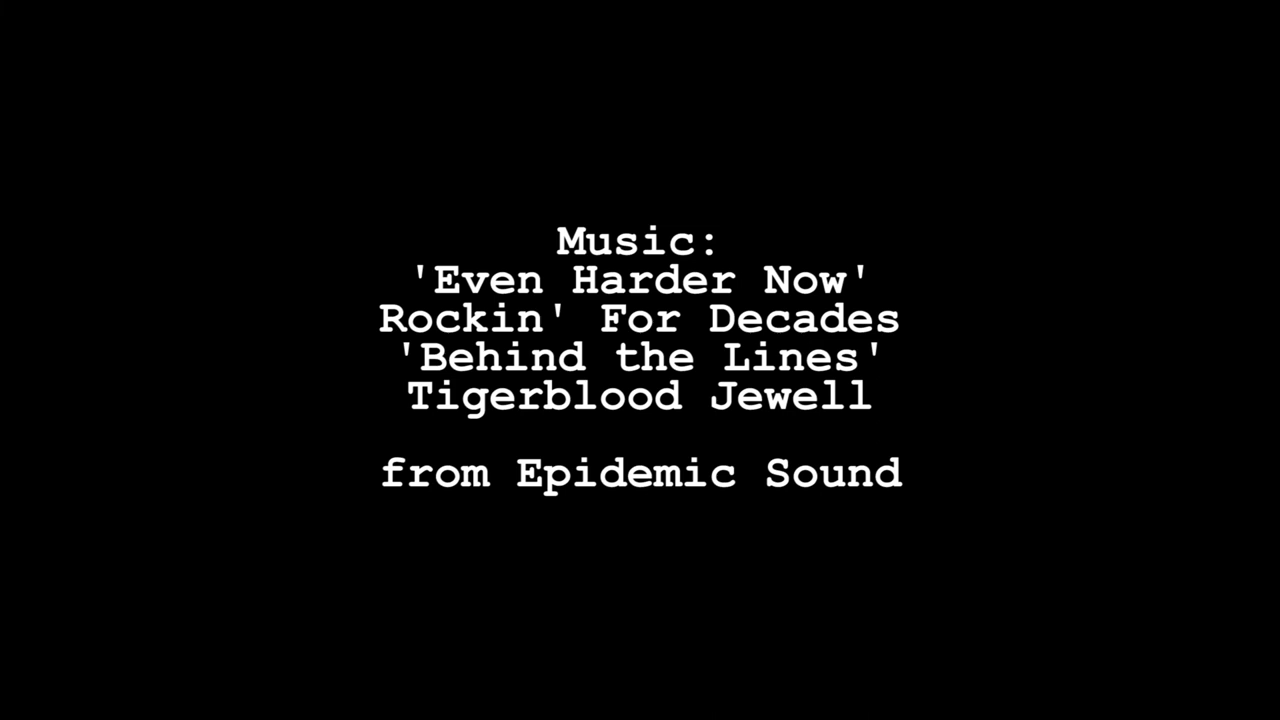 Music:
'Even Harder Now'
Rockin' For Decades
'Behind the Lines'
Tigerblood Jewell
from Epidemic Sound